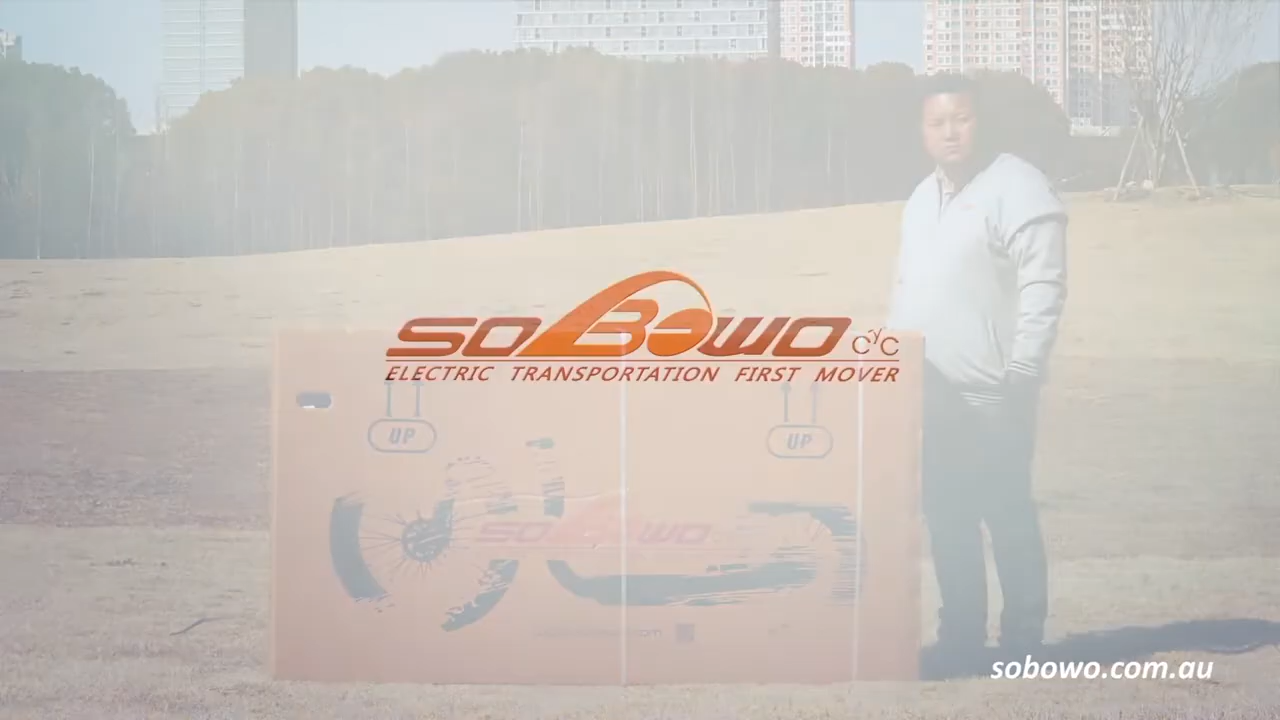 SOBOWO CYC
ELECTRIC TRANSPORTATION FIRST MOVER
UP
UP
SOBOWO
sobowo.com.au